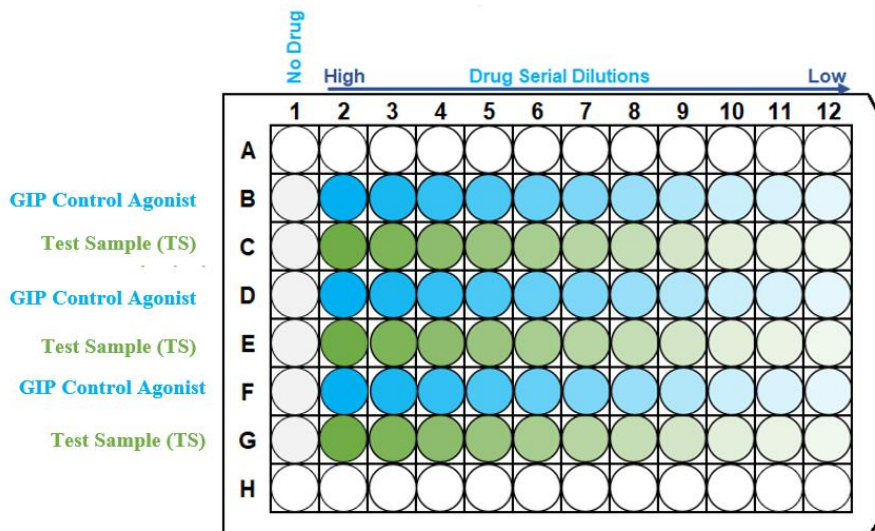 No Drug
High Drug Serial Dilutions Low
1 2 3 4 5 6 7 8 9 10 11 12
A
GIP Control Agonist B
Test Sample (TS) C
GIP Control Agonist D
Test Sample (TS) E
GIP Control Agonist F
Test Sample (TS) G
H